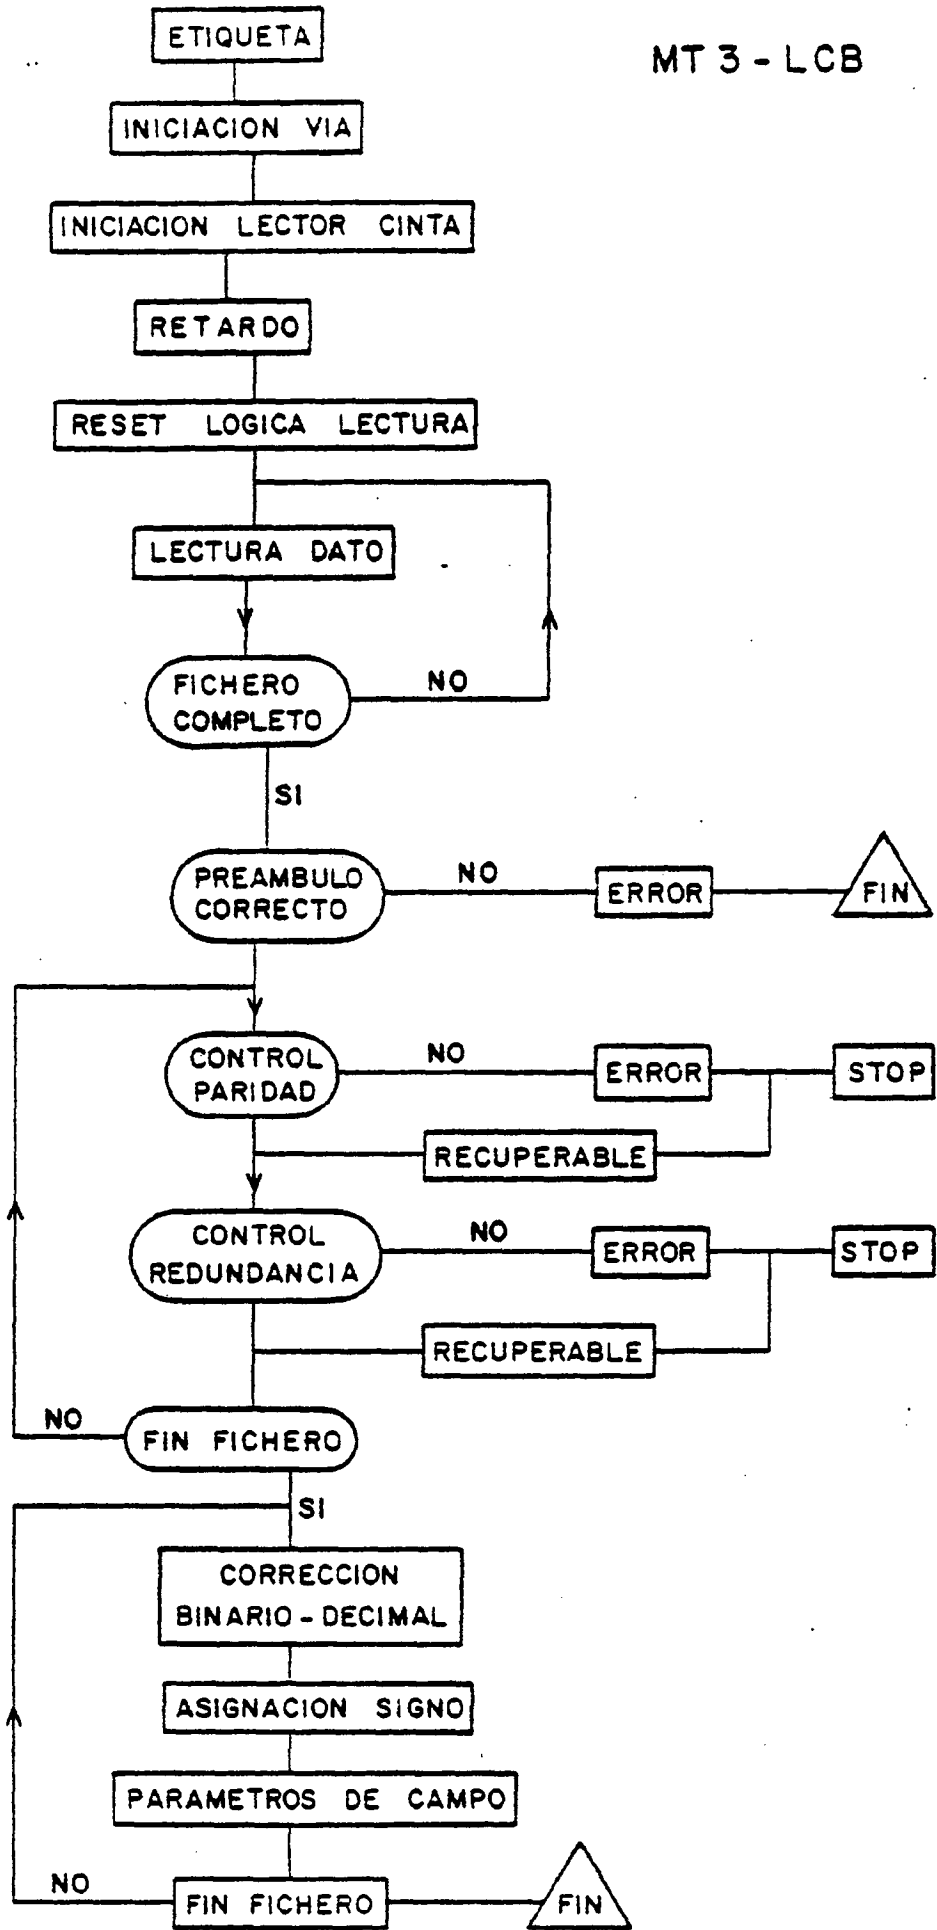 ETIQUETA
MT 3 - LCB
INICIACION VIA
INICIACION LECTOR CINTA
RETARDO
RESET LOGICA LECTURA
LECTURA DATO
FICHERO
COMPLETO
NO
SI
PREAMBULO
CORRECTO
NO
ERROR
FIN
CONTROL
PARIDAD
NO
ERROR
STOP
RECUPERABLE
CONTROL
REDUNDANCIA
NO
ERROR
STOP
RECUPERABLE
NO
FIN FICHERO
SI
CORRECCION
BINARIO - DECIMAL
ASIGNACION SIGNO
PARAMETROS DE CAMPO
NO
FIN FICHERO
FIN